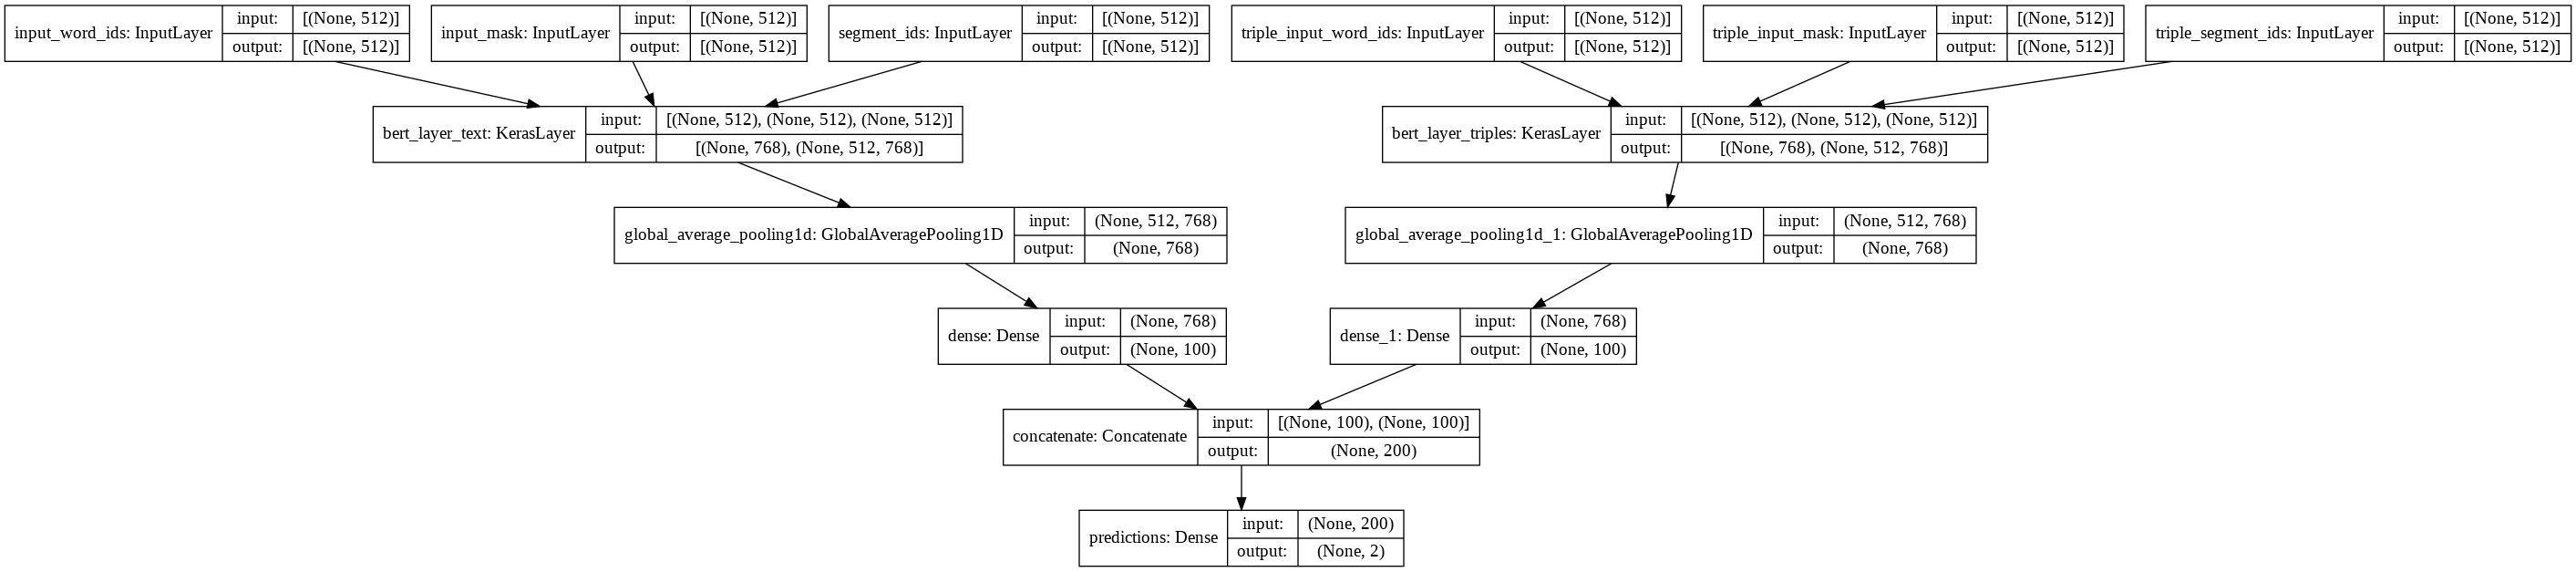 input_word_ids: InputLayer
input: [(None, 512)]
output: [(None, 512)]
input_mask: InputLayer
input: [(None, 512)]
output: [(None, 512)]
segment_ids: InputLayer
input: [(None, 512)]
output: [(None, 512)]
triple_input_word_ids: InputLayer
input: [(None, 512)]
output: [(None, 512)]
triple_input_mask: InputLayer
input: [(None, 512)]
output: [(None, 512)]
triple_segment_ids: InputLayer
input: [(None, 512)]
output: [(None, 512)]
bert_layer_text: KerasLayer
input: [(None, 512), (None, 512), (None, 512)]
output: [(None, 768), (None, 512, 768)]
bert_layer_triples: KerasLayer
input: [(None, 512), (None, 512), (None, 512)]
output: [(None, 768), (None, 512, 768)]
global_average_pooling1d: GlobalAveragePooling1D
input: (None, 512, 768)
output: (None, 768)
global_average_pooling1d_1: GlobalAveragePooling1D
input: (None, 512, 768)
output: (None, 768)
dense: Dense
input: (None, 768)
output: (None, 100)
dense_1: Dense
input: (None, 768)
output: (None, 100)
concatenate: Concatenate
input: [(None, 100), (None, 100)]
output: (None, 200)
predictions: Dense
input: (None, 200)
output: (None, 2)